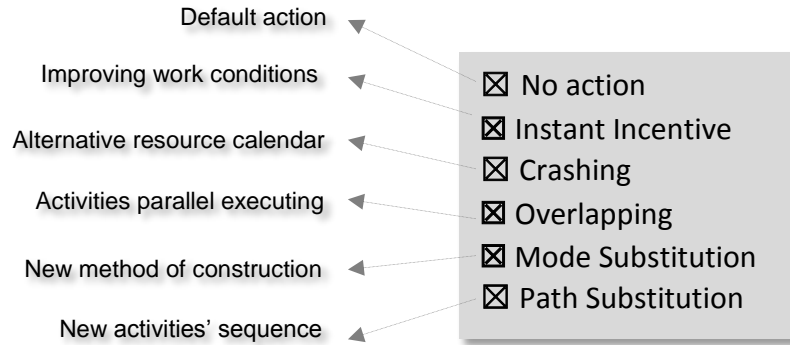 Default action
Improving work conditions
Alternative resource calendar
Activities parallel executing
New method of construction
New activities’ sequence
No action
Instant Incentive
Crashing
Overlapping
Mode Substitution
Path Substitution